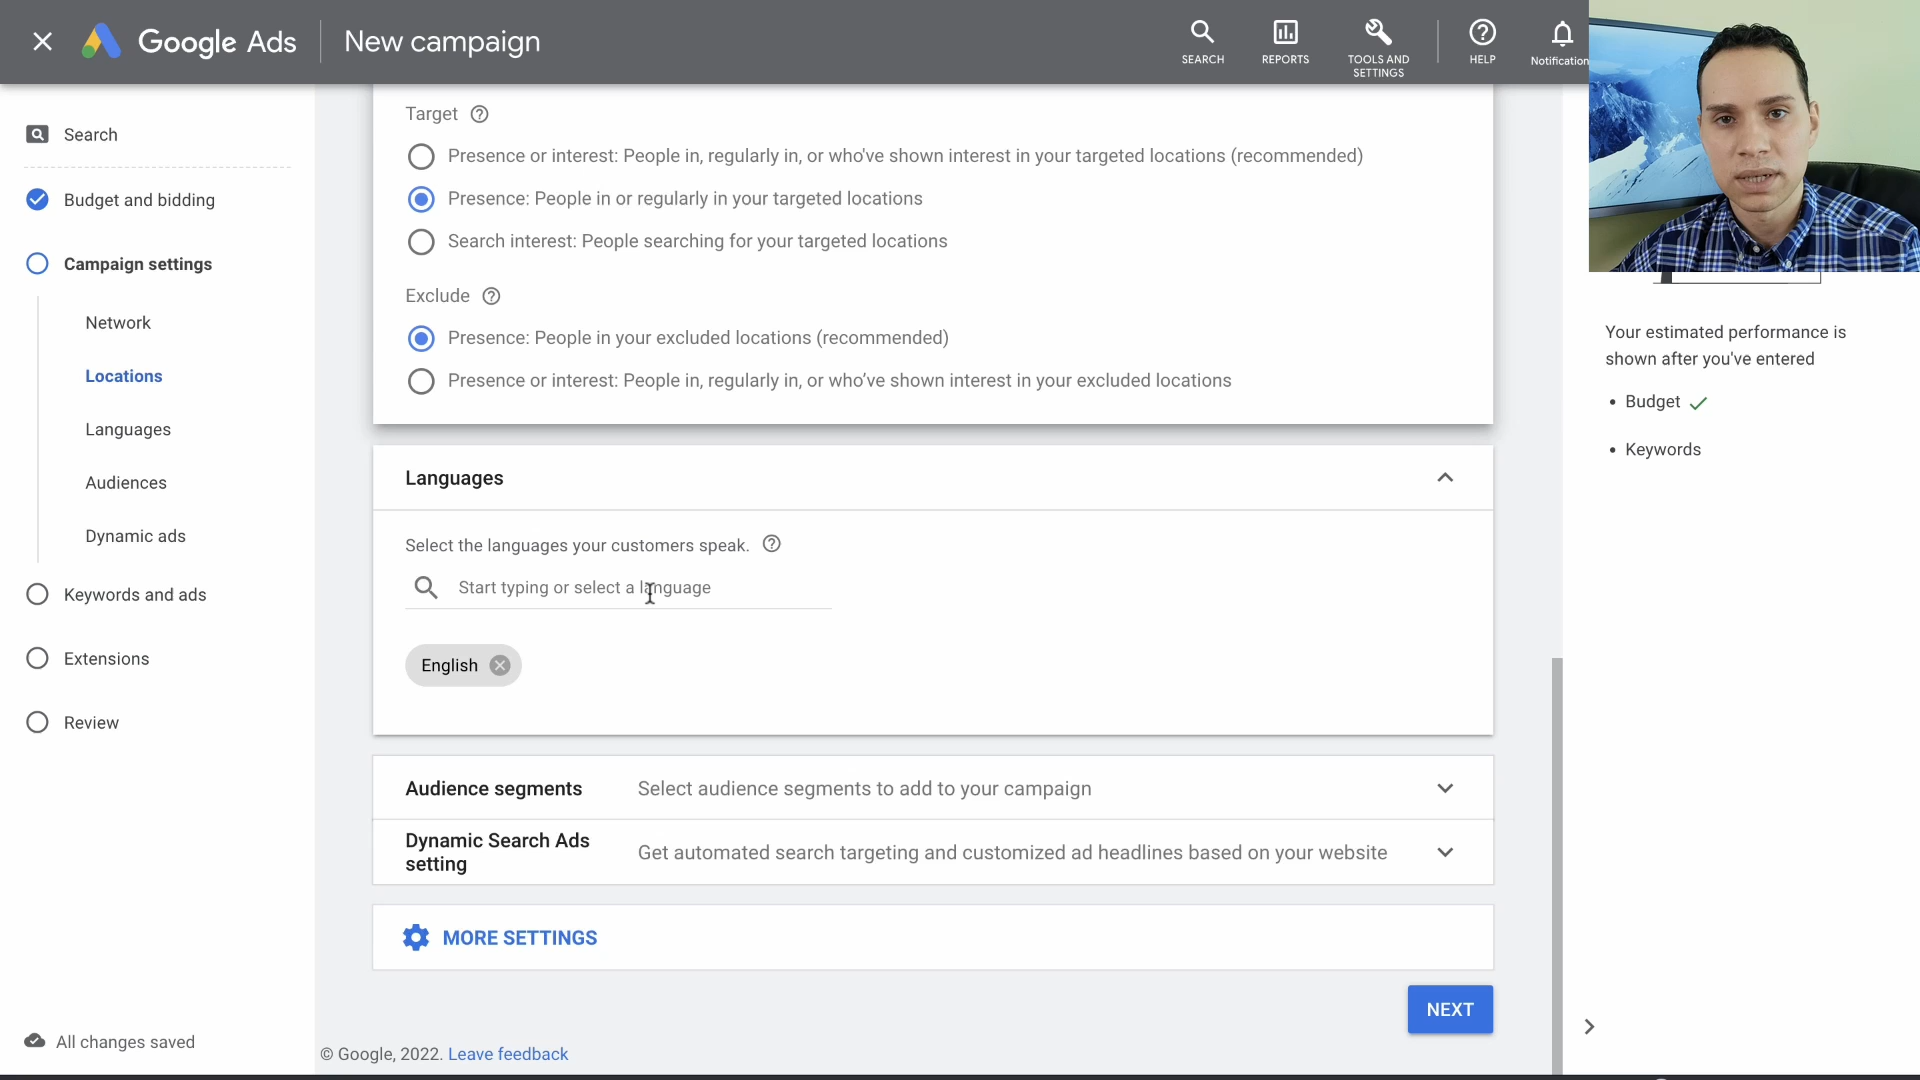 Google Ads
New campaign
SEARCH
REPORTS
TOOLS AND
SETTINGS
HELP
Notification
Search
Budget and bidding
Campaign settings
Network
Locations
Languages
Audiences
Dynamic ads
Keywords and ads
Extensions
Review
All changes saved
Target
Presence or interest: People in, regularly in, or who've shown interest in your targeted locations (recommended)
Presence: People in or regularly in your targeted locations
Search interest: People searching for your targeted locations
Exclude
Presence: People in your excluded locations (recommended)
Presence or interest: People in, regularly in, or who’ve shown interest in your excluded locations
Languages
Select the languages your customers speak.
Start typing or select a language
English
Audience segments Select audience segments to add to your campaign
Dynamic Search Ads
setting
Get automated search targeting and customized ad headlines based on your website
MORE SETTINGS
NEXT
© Google, 2022. Leave feedback
Your estimated performance is
shown after you've entered
• Budget
• Keywords